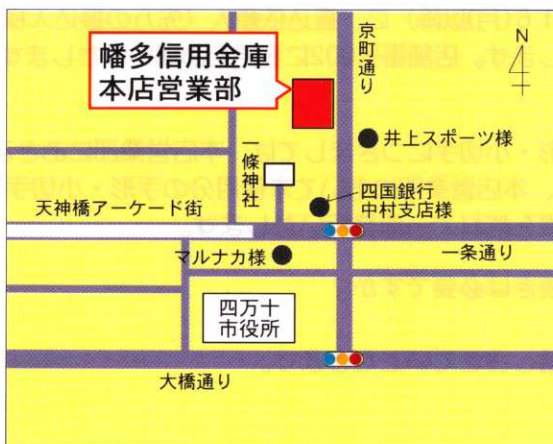 幡多信用金庫
本店営業部
京町通り
N
井上スポーツ様
一條神社
四国銀行
中村支店様
天神橋アーケード街
一条通り
マルナカ様
四万十
市役所
大橋通り